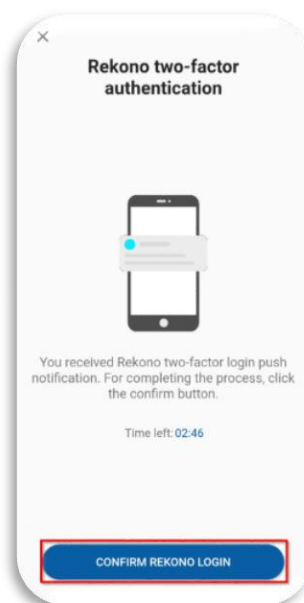 Rekono two-factor
authentication
You received Rekono two-factor login push
notification. For completing the process, click
the confirm button.
Time left: 02:46
CONFIRM REKONO LOGIN